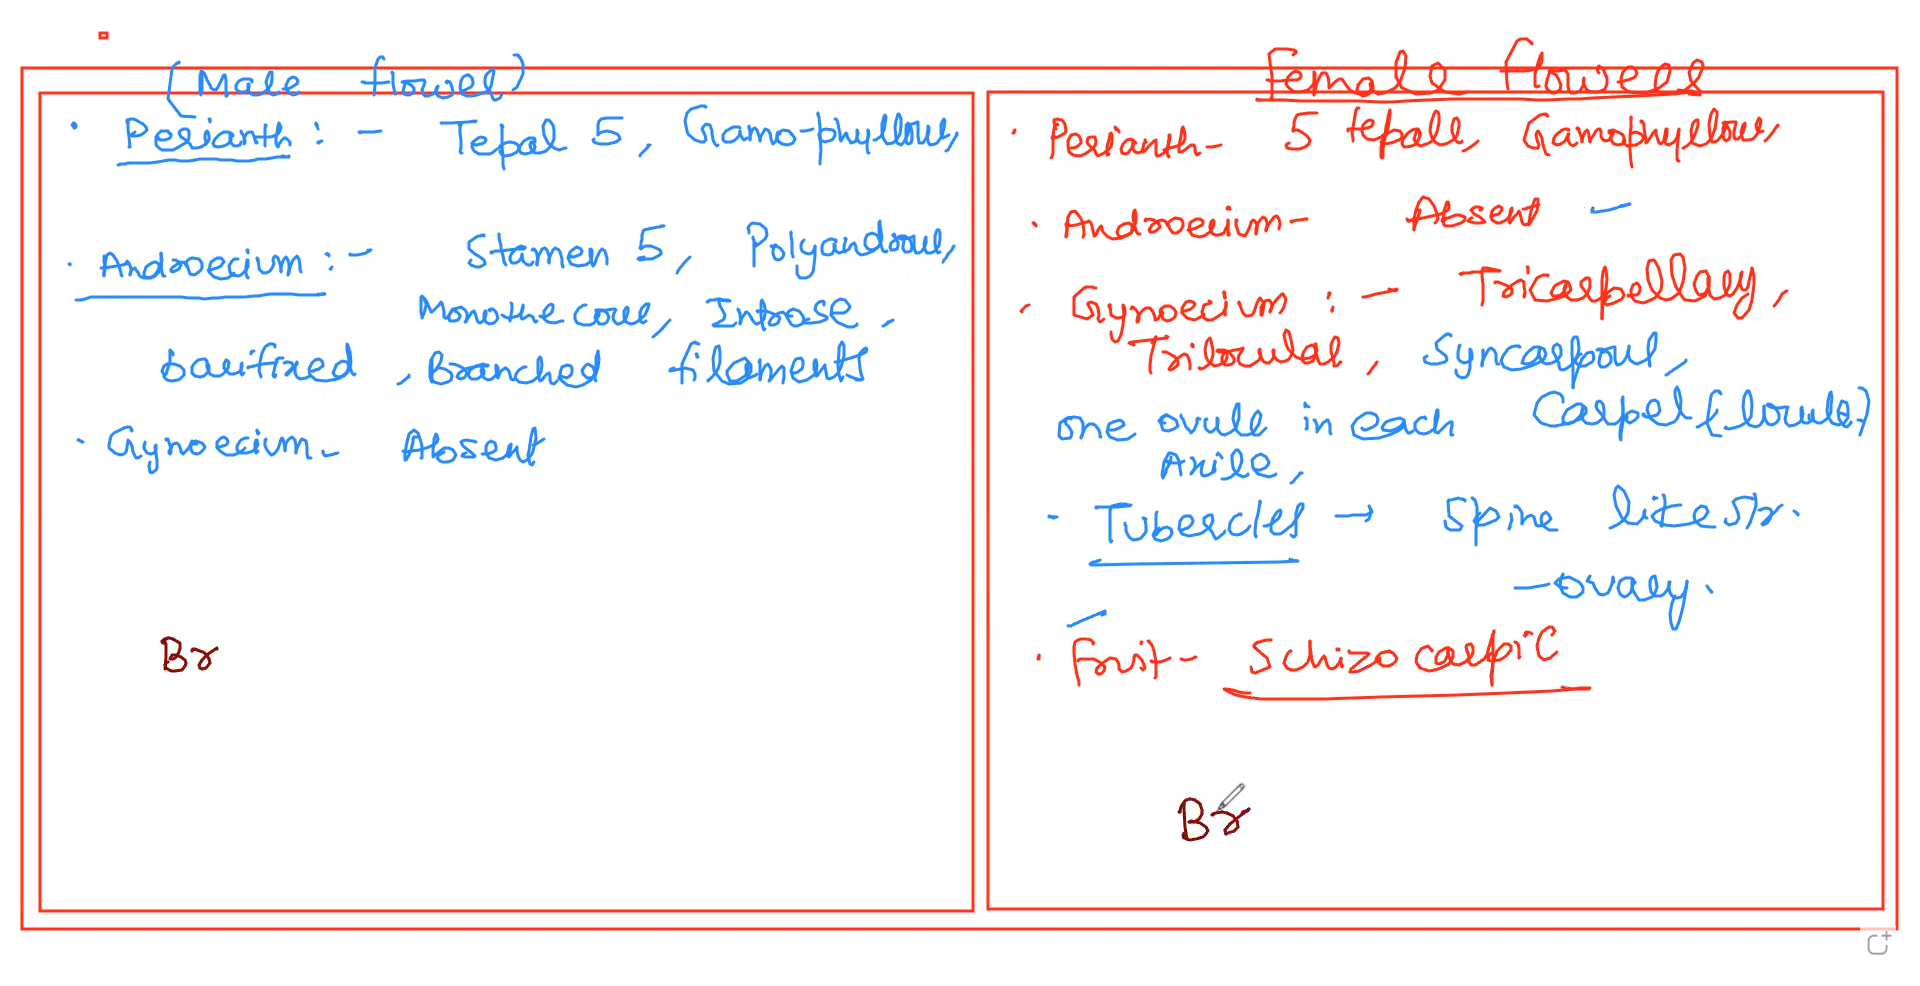 (Male flower)
• Perianth :- Tepal 5, Gamo-phyllous,
• Androecium :- Stamen 5, Polyandrous,
Monothecous, Introse,
basifixed, Branched filaments
• Gynoecium- Absent
Br
Female flowers
• Perianth- 5 tepals, Gamophyllous,
• Androecium- Absent -
• Gynoecium :- Tricarpellary,
Trilocular, Syncarpous,
one ovule in each Carpel (locule)
Axile,
• Tubercles → Spine like str.
-ovary.
• Fruit- Schizocarpic
Br